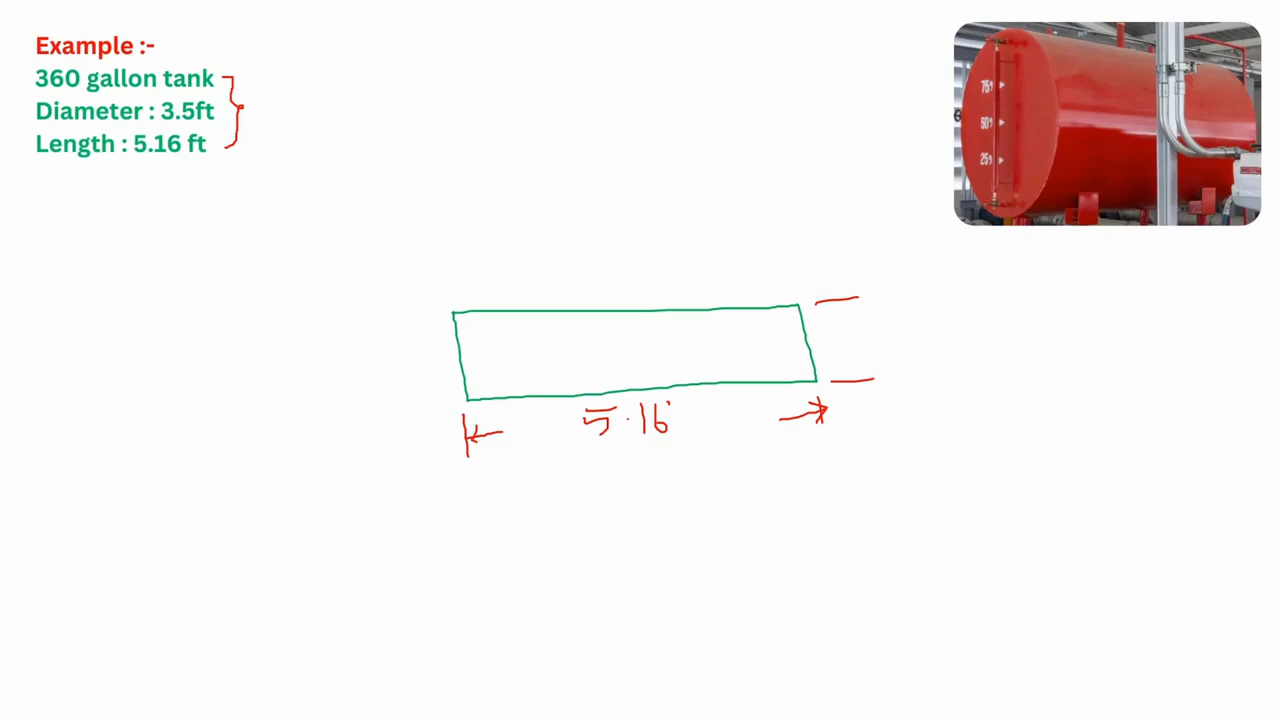 Example :-
360 gallon tank
Diameter : 3.5ft
Length : 5.16 ft
75
50
25
5.16'